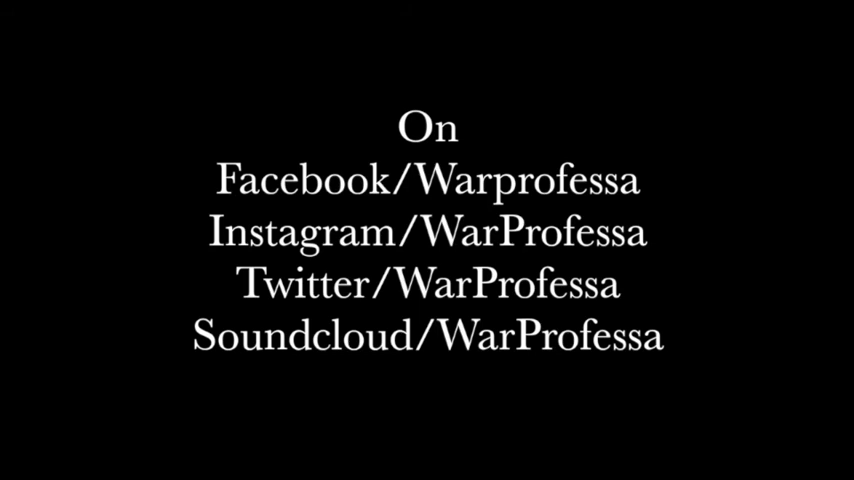 On
Facebook/Warprofessa
Instagram/WarProfessa
Twitter/WarProfessa
Soundcloud/WarProfessa